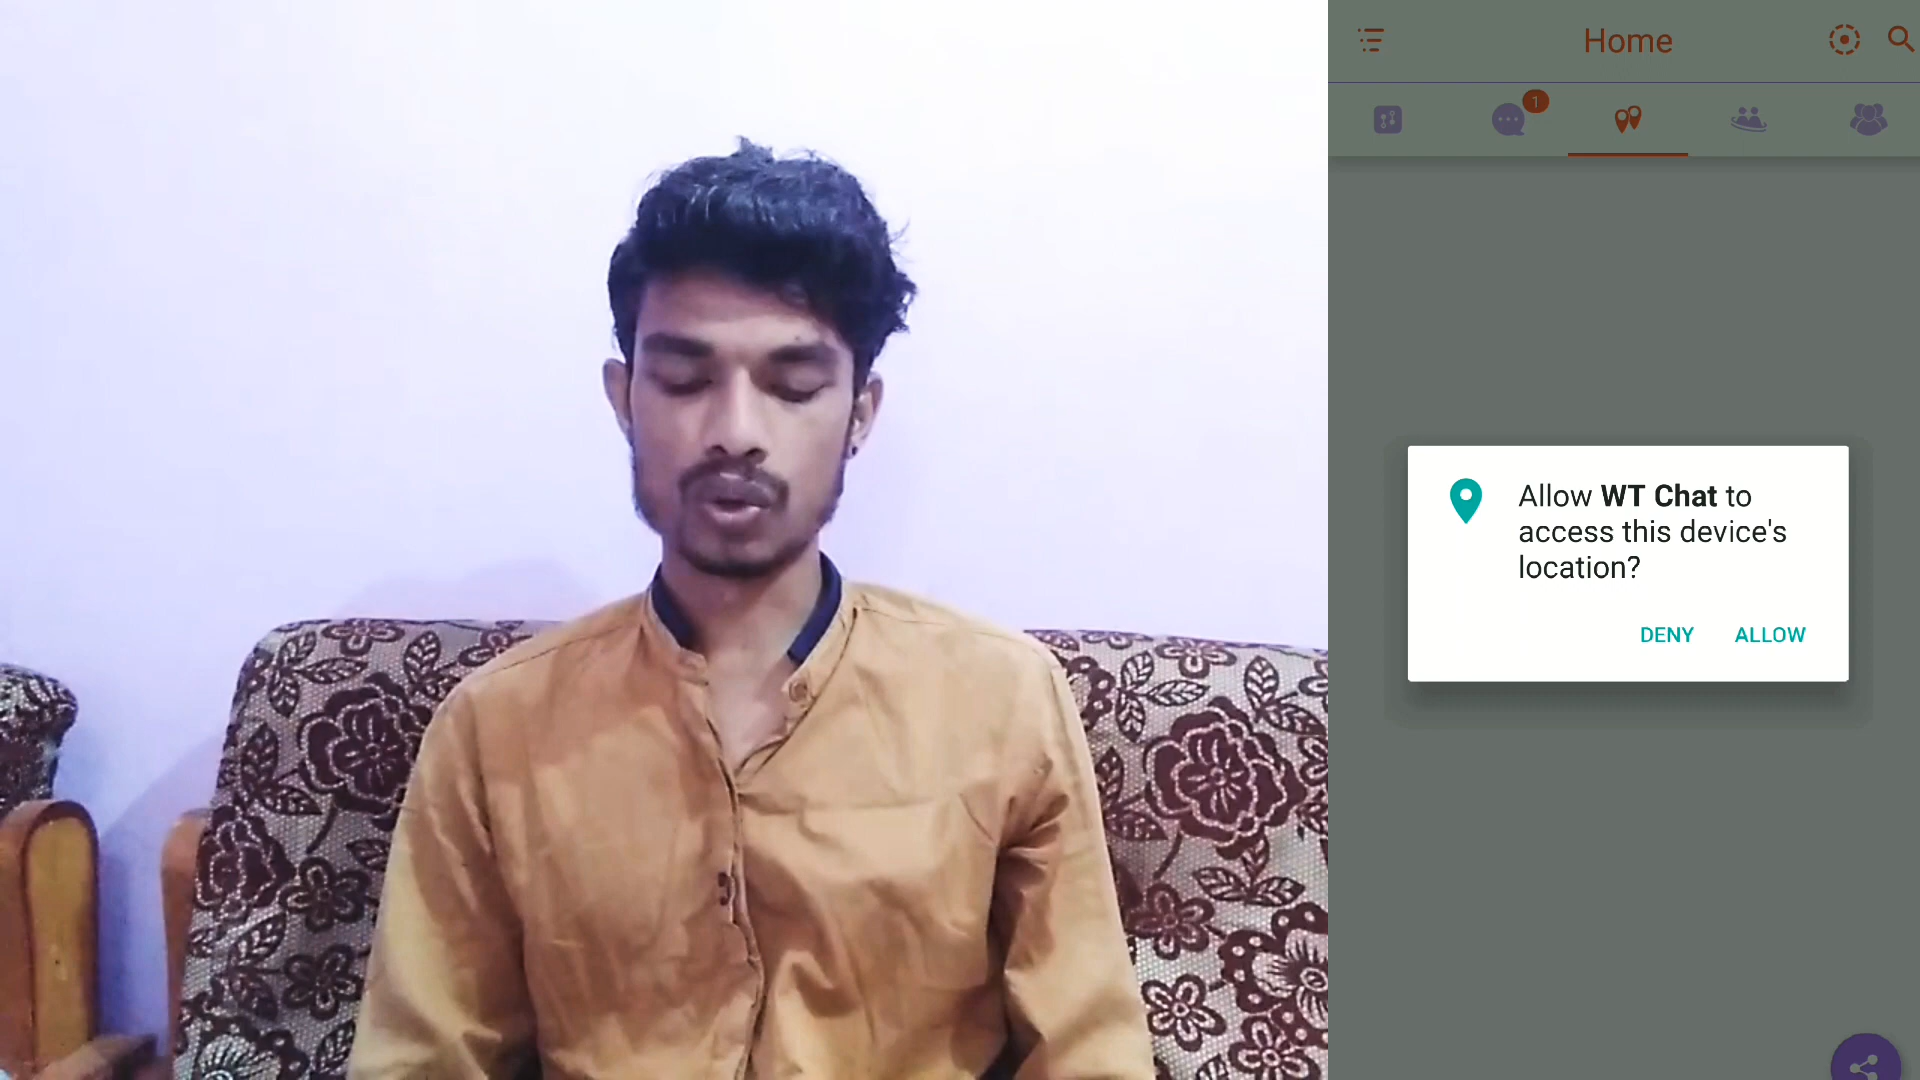 Home
1
Allow WT Chat to
access this device's
location?
DENY ALLOW